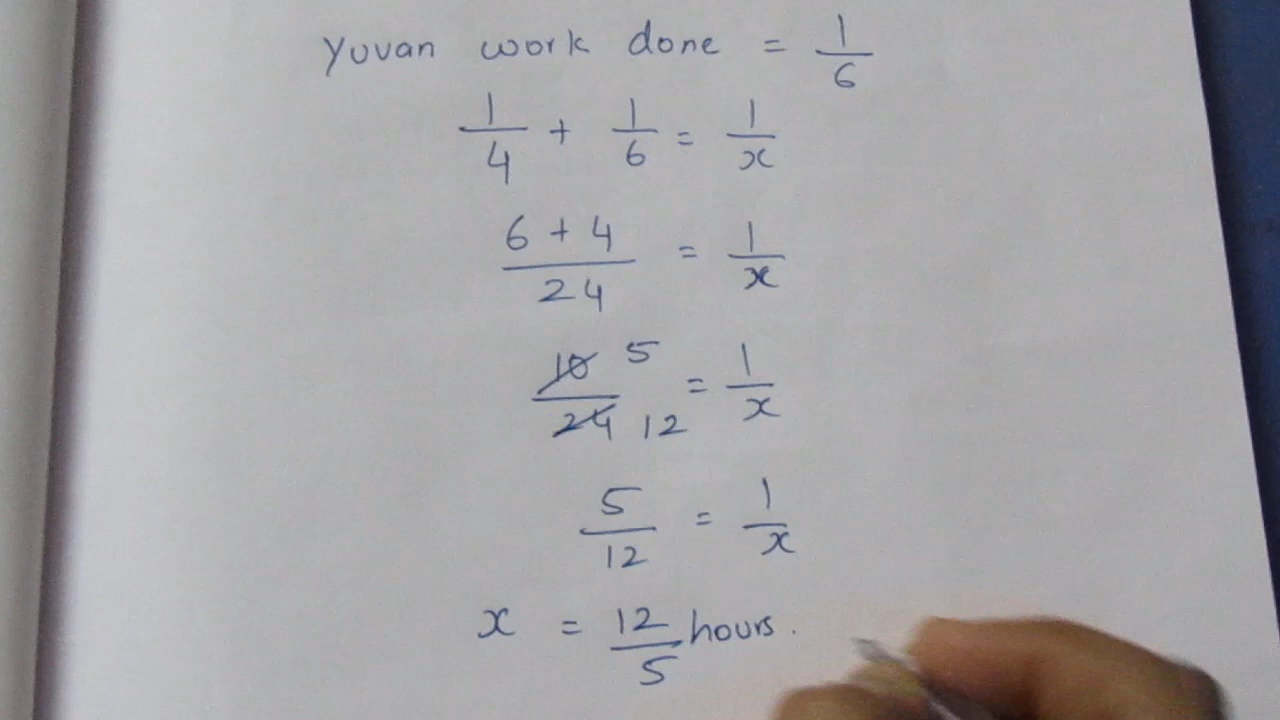 Yuvan work done = 1/6
1/4 + 1/6 = 1/x
6 + 4/24 = 1/x
10/24 5/12 = 1/x
5/12 = 1/x
x = 12/5 hours.